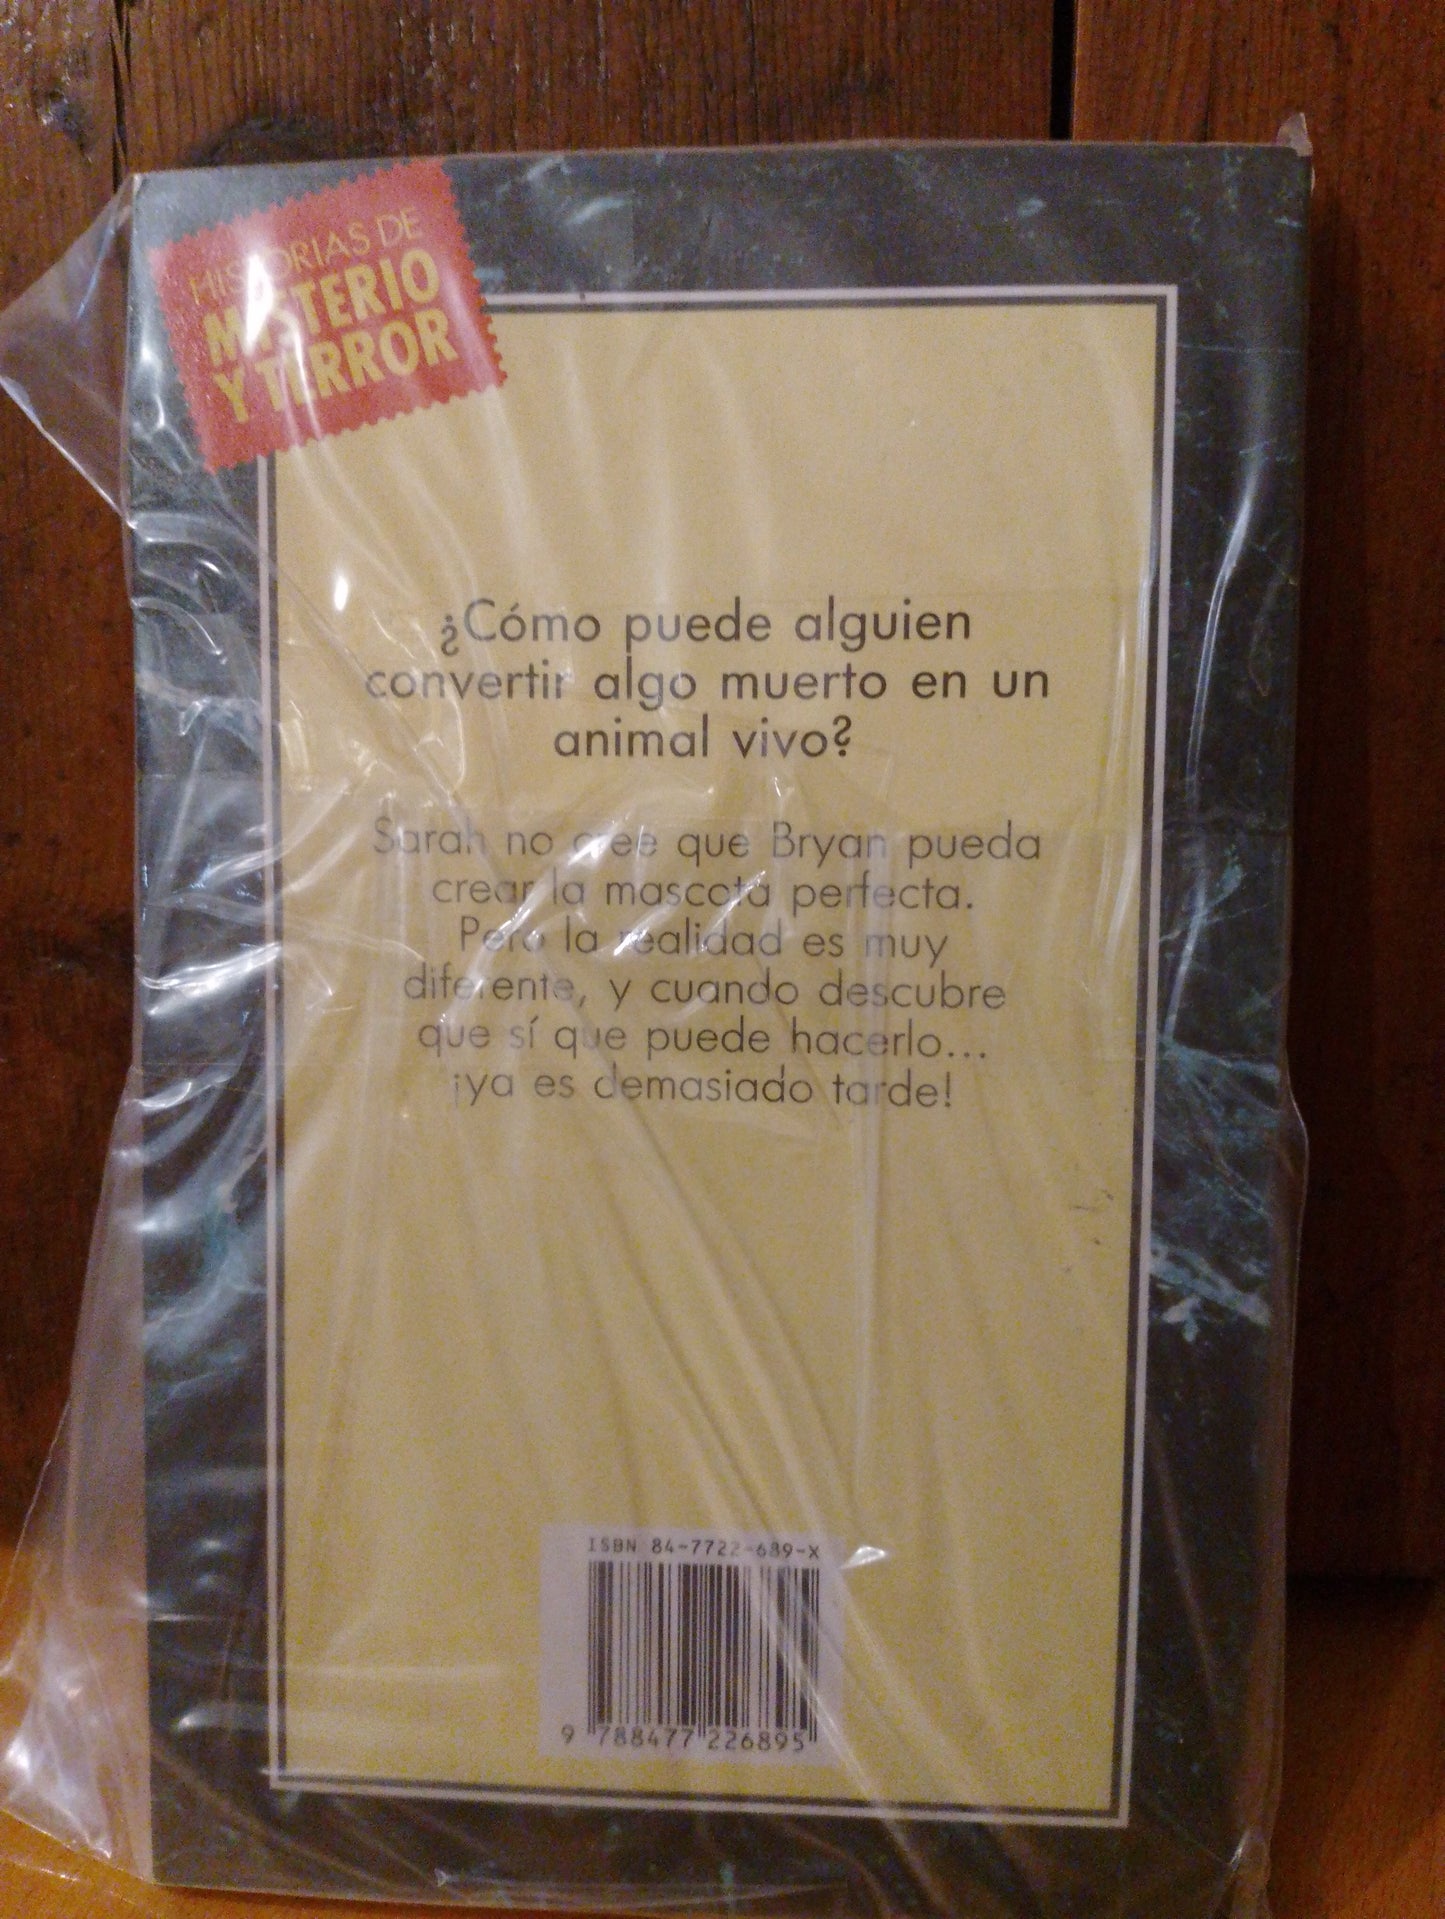 HISTORIAS DE
MISTERIO
Y TERROR
¿Cómo puede alguien
convertir algo muerto en un
animal vivo?
Sarah no cree que Bryan pueda
crear la mascota perfecta.
Pero la realidad es muy
diferente, y cuando descubre
que sí que puede hacerlo...
¡ya es demasiado tarde!
ISBN 84-7722-689-X
9 788477 226895